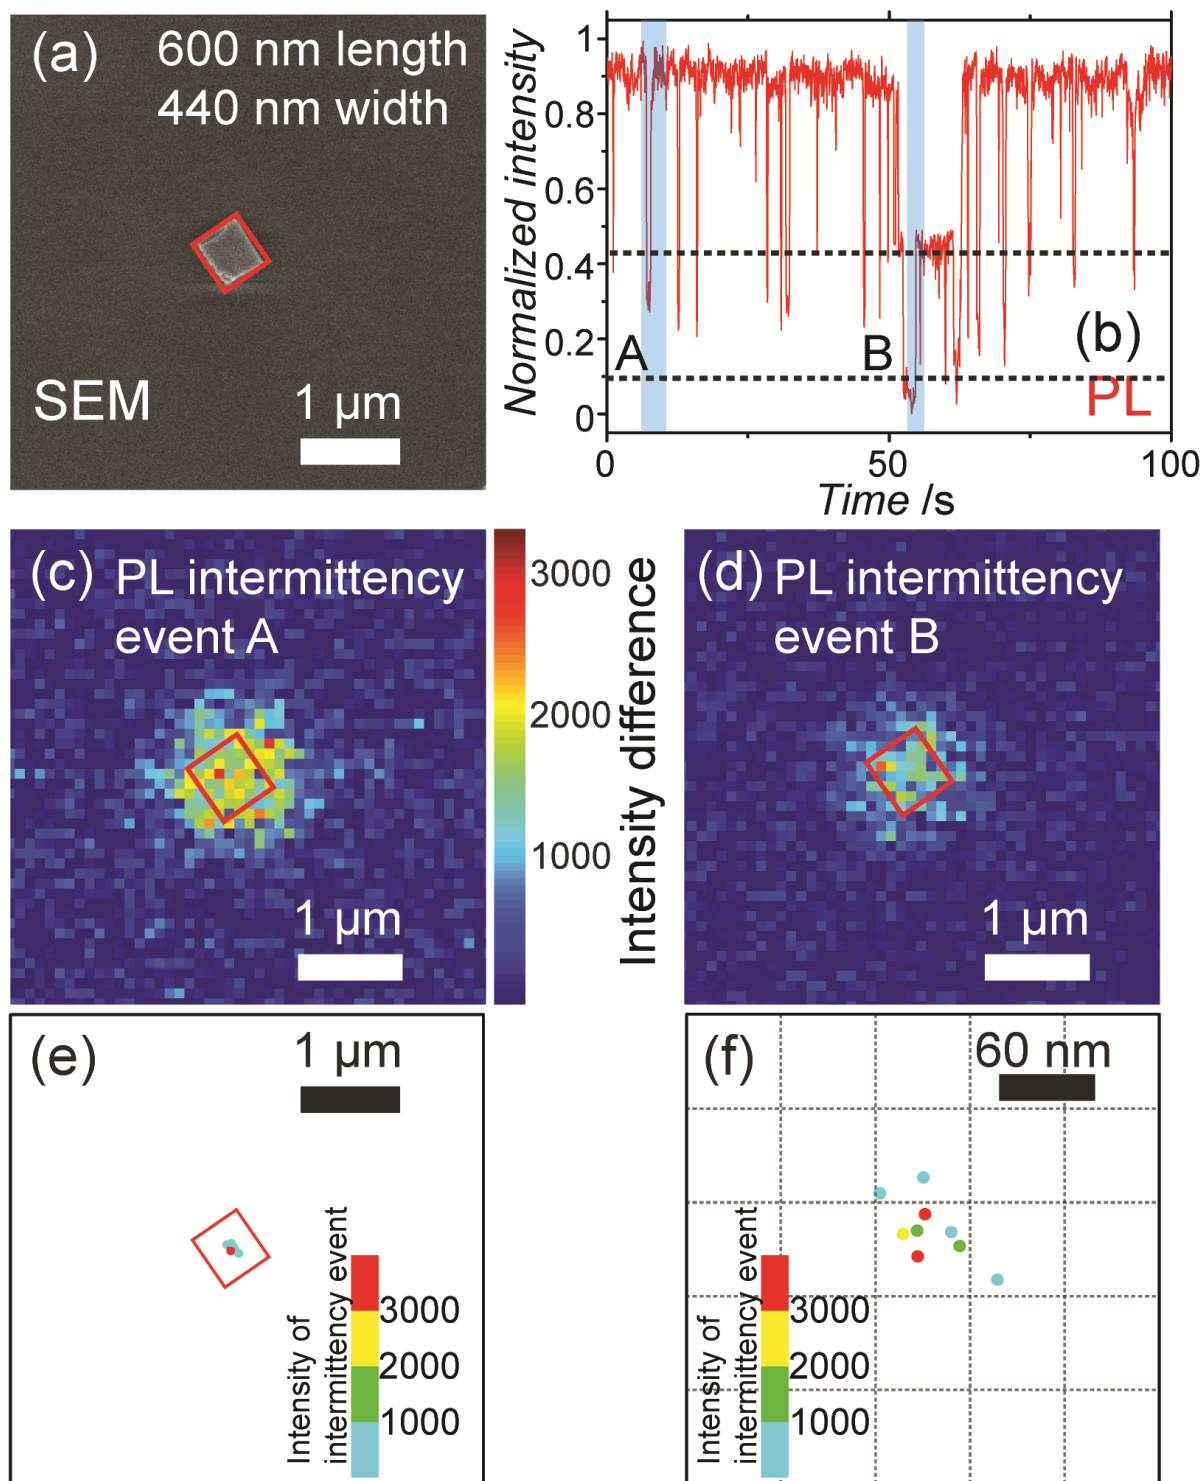 (a)
600 nm length
440 nm width
SEM
1 µm
Normalized intensity
1
0.8
0.6
0.4
0.2
0
A
B
(b)
PL
0
50
100
Time /s
(c) PL intermittency
event A
1 µm
3000
2000
1000
Intensity difference
(d) PL intermittency
event B
1 µm
(e)
1 µm
Intensity of
intermittency event
3000
2000
1000
(f)
60 nm
Intensity of
intermittency event
3000
2000
1000